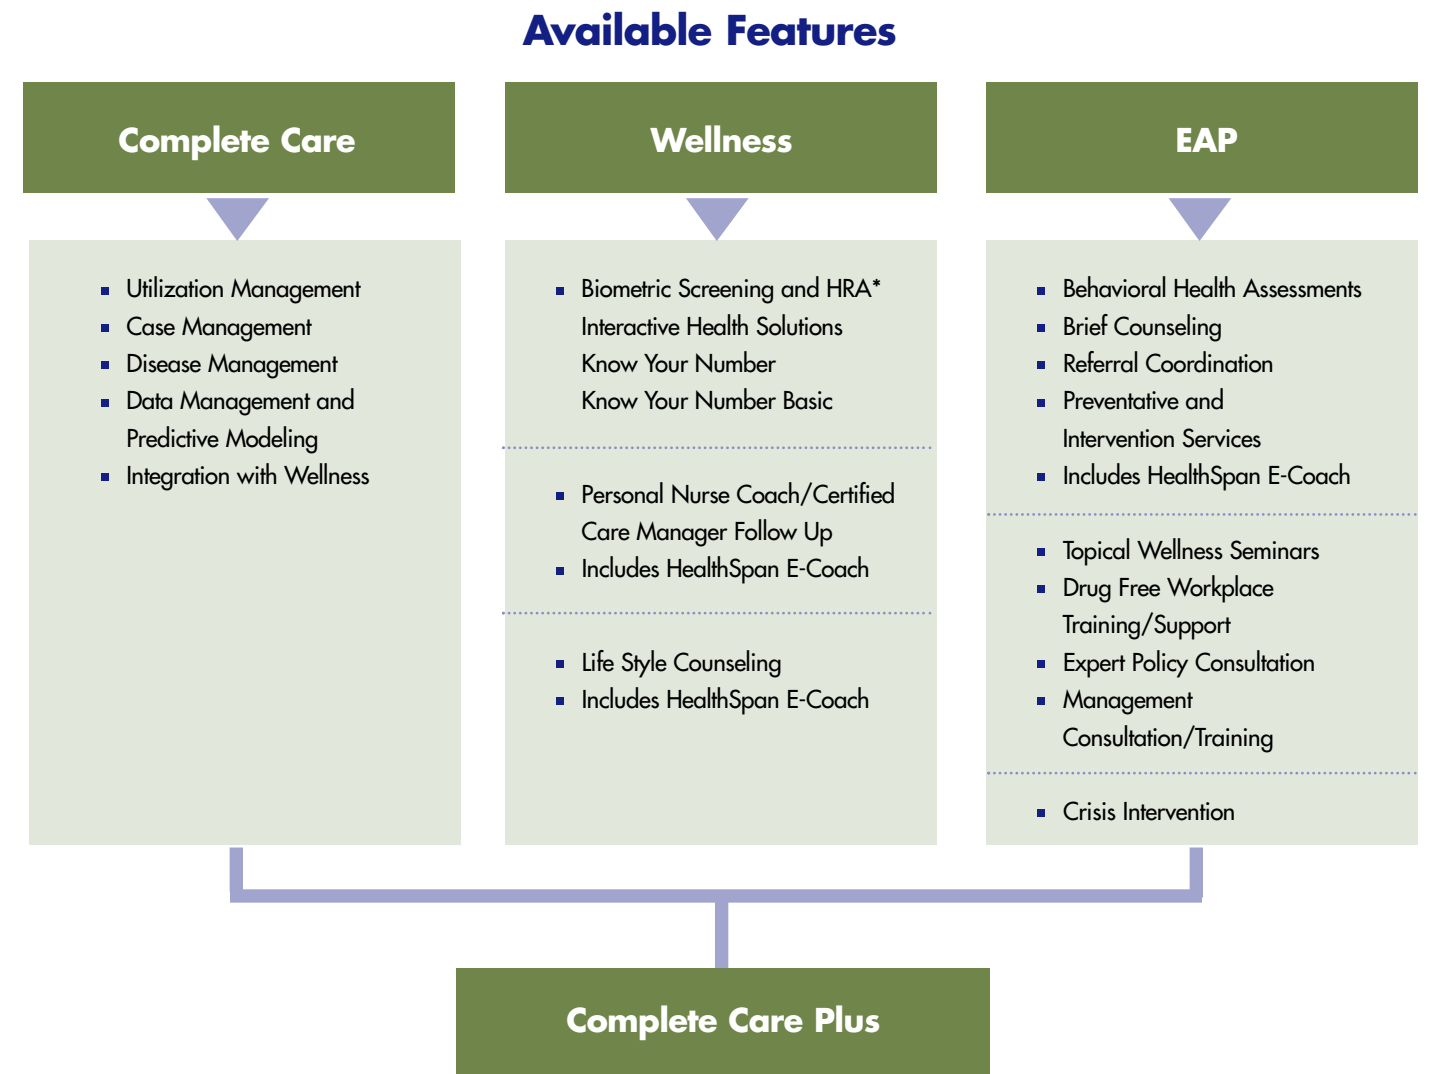 Available Features
Complete Care
Utilization Management
Case Management
Disease Management
Data Management and
Predictive Modeling
Integration with Wellness
Wellness
Biometric Screening and HRA*
Interactive Health Solutions
Know Your Number
Know Your Number Basic
Personal Nurse Coach/Certified
Care Manager Follow Up
Includes HealthSpan E-Coach
Life Style Counseling
Includes HealthSpan E-Coach
EAP
Behavioral Health Assessments
Brief Counseling
Referral Coordination
Preventative and
Intervention Services
Includes HealthSpan E-Coach
Topical Wellness Seminars
Drug Free Workplace
Training/Support
Expert Policy Consultation
Management
Consultation/Training
Crisis Intervention
Complete Care Plus